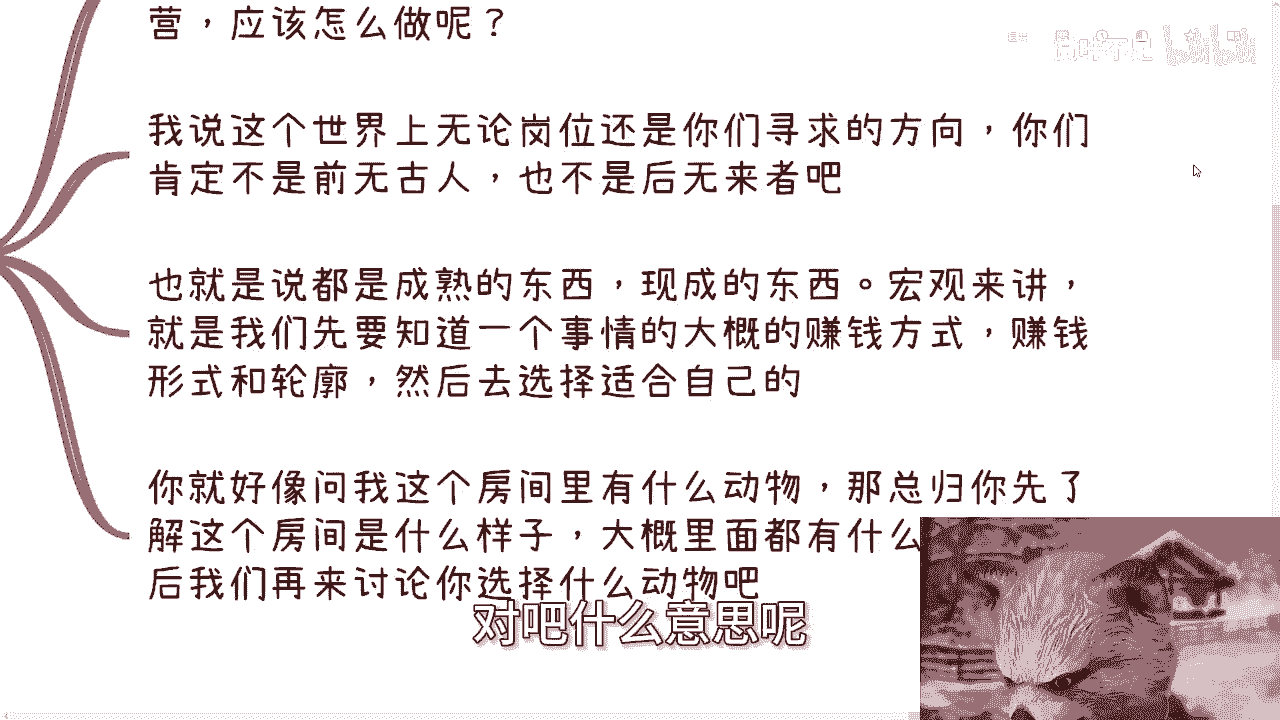 营，应该怎么做呢？
我说这个世界上无论岗位还是你们寻求的方向，你们
肯定不是前无古人，也不是后无来者吧
也就是说都是成熟的东西，现成的东西。宏观来讲，
就是我们先要知道一个事情的大概的赚钱方式，赚钱
形式和轮廓，然后去选择适合自己的
你就好像问我这个房间里有什么动物，那总归你先了
解这个房间是什么样子，大概里面都有什么
后我们再来讨论你选择什么动物吧
对吧什么意思呢